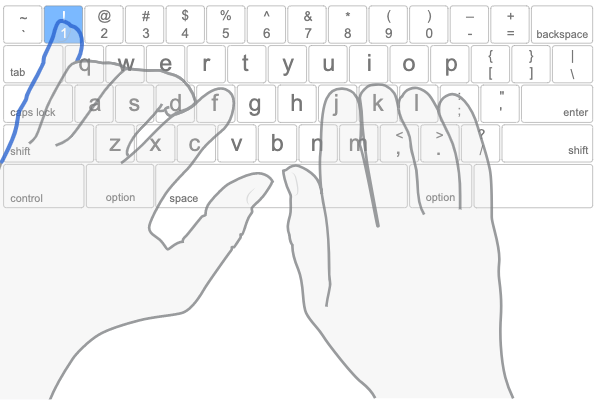 ~ ! @ # $ % ^ & * ( ) — +
` 1 2 3 4 5 6 7 8 9 0 - = backspace
tab q w e r t y u i o p { [ } ] | \
caps lock a s d f g h j k l : ; " ' enter
shift z x c v b n m < , > . ? / shift
control option space option